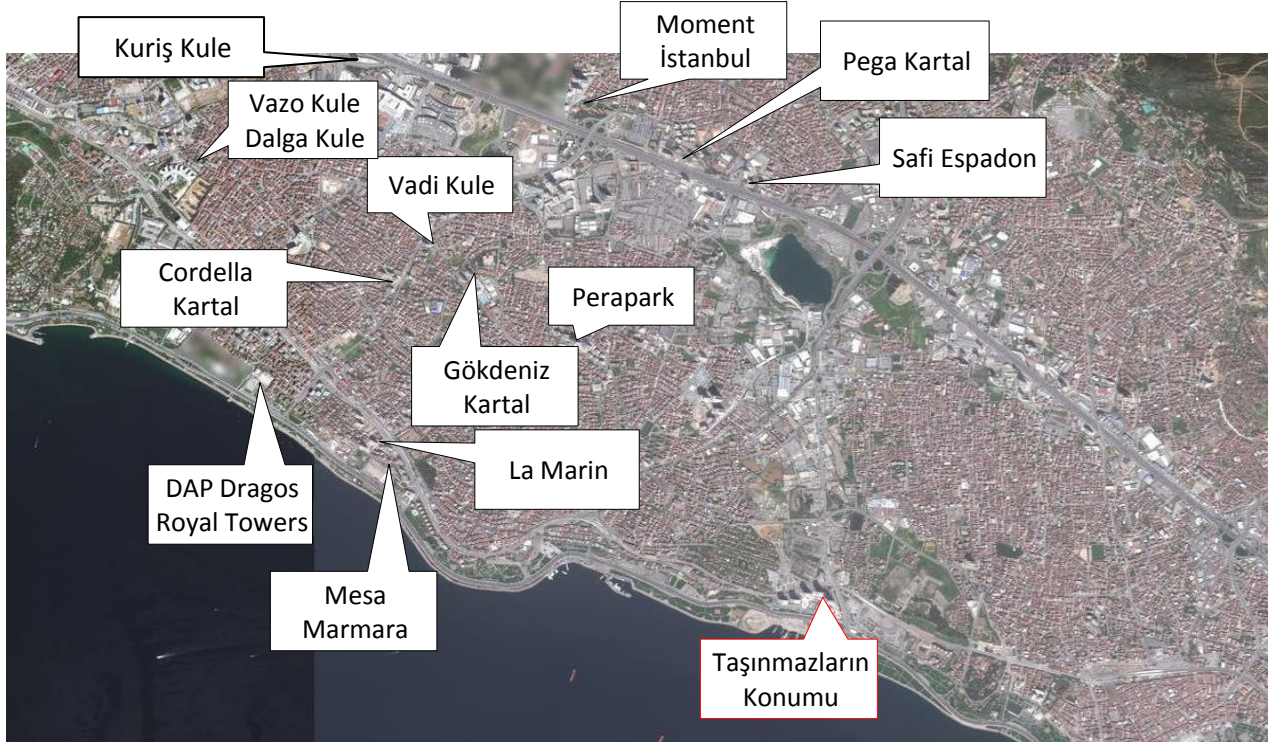 Kuriş Kule
Moment
İstanbul
Pega Kartal
Vazo Kule
Dalga Kule
Safi Espadon
Vadi Kule
Cordella
Kartal
Perapark
Gökdeniz
Kartal
La Marin
DAP Dragos
Royal Towers
Mesa
Marmara
Taşınmazların
Konumu